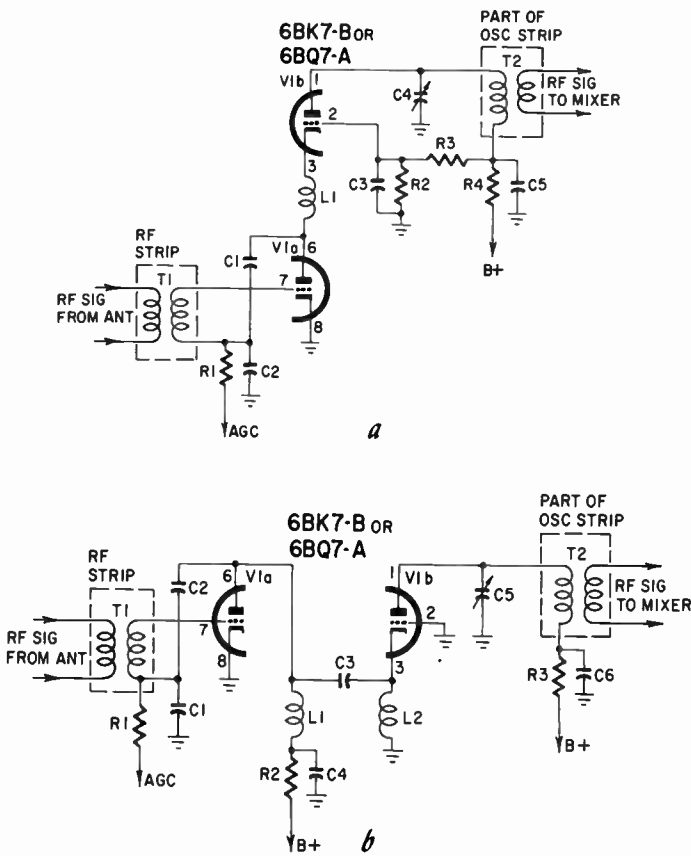 6BK7-B OR
6BQ7-A
PART OF
OSC STRIP
T2
RF SIG
TO MIXER
V1b
1
2
3
C4
R3
C3
R2
R4
C5
B+
L1
RF
STRIP
T1
C1
V1a
6
7
8
RF SIG
FROM ANT
R1
C2
AGC
a
6BK7-B OR
6BQ7-A
PART OF
OSC STRIP
T2
RF SIG
TO MIXER
RF
STRIP
T1
C2
6
V1a
7
8
1
V1b
2
3
C5
RF SIG
FROM ANT
R1
C1
AGC
C3
L1
L2
R2
C4
R3
C6
B+
B+
b